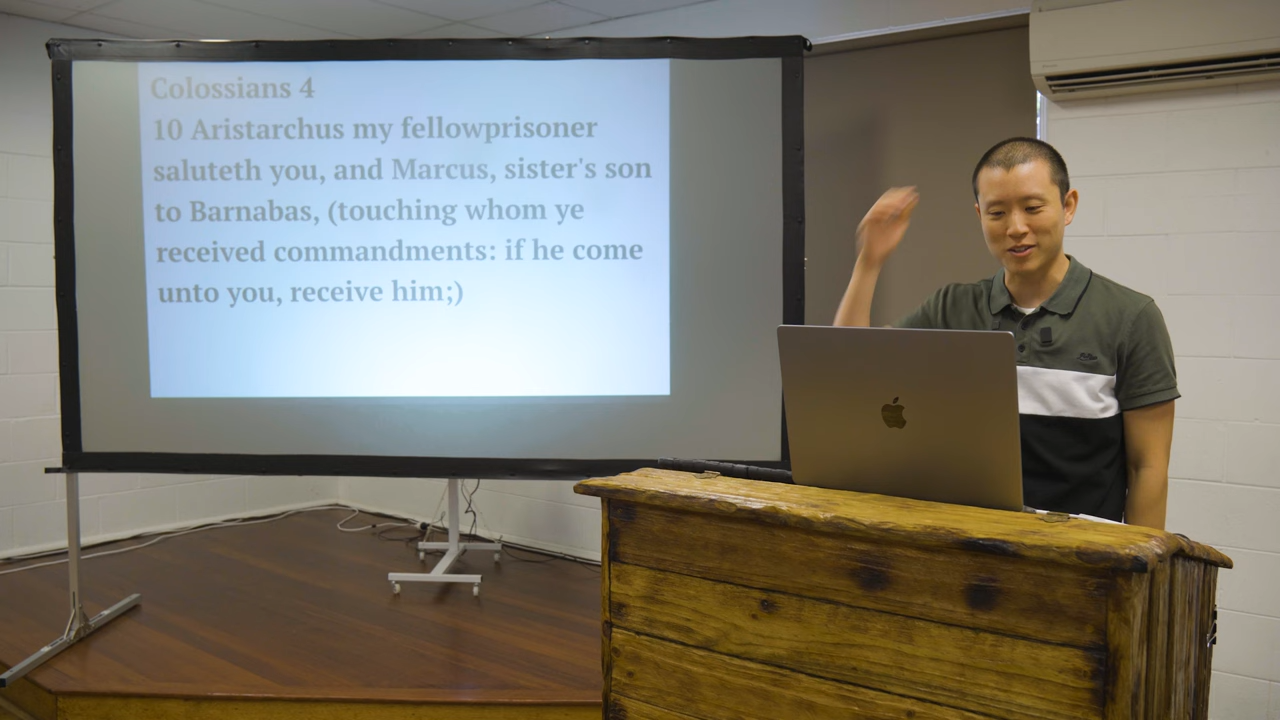 Colossians 4
10 Aristarchus my fellowprisoner
saluteth you, and Marcus, sister's son
to Barnabas, (touching whom ye
received commandments: if he come
unto you, receive him;)